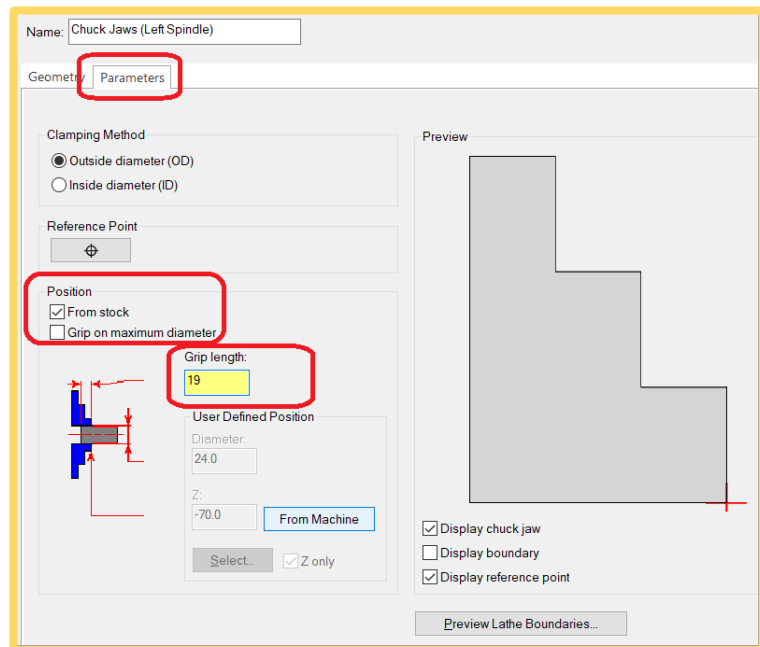 Name: Chuck Jaws (Left Spindle)
Geometry Parameters
Clamping Method
Outside diameter (OD)
Inside diameter (ID)
Reference Point
Position
From stock
Grip on maximum diameter
Grip length:
19
User Defined Position
Diameter:
24.0
Z:
-70.0 From Machine
Select... Z only
Preview
Display chuck jaw
Display boundary
Display reference point
Preview Lathe Boundaries...